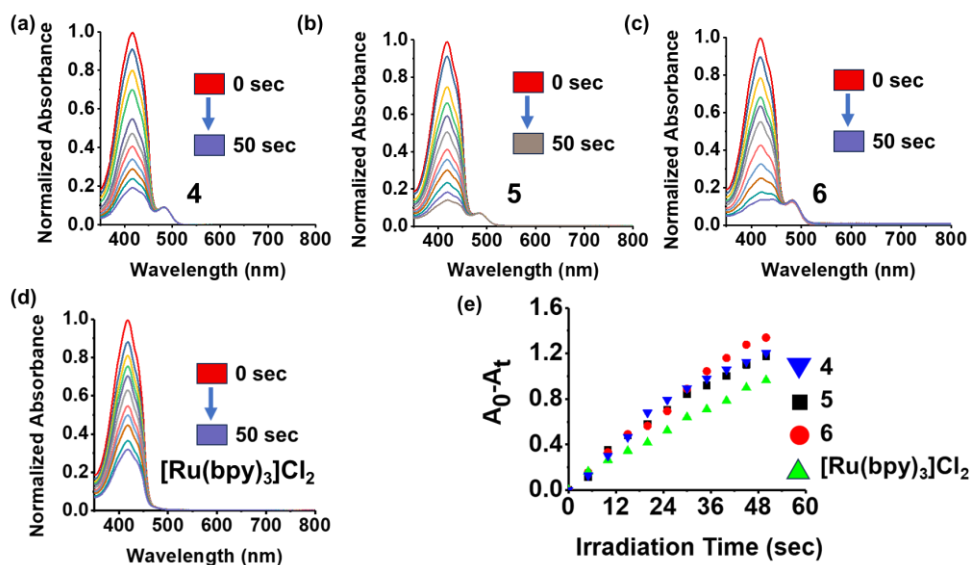 (a)
Normalized Absorbance
1.0
0.8
0.6
0.4
0.2
0.0
0 sec
50 sec
4
400 500 600 700 800
Wavelength (nm)
(b)
Normalized Absorbance
1.0
0.8
0.6
0.4
0.2
0.0
0 sec
50 sec
5
400 500 600 700 800
Wavelength (nm)
(c)
Normalized Absorbance
1.0
0.8
0.6
0.4
0.2
0.0
0 sec
50 sec
6
400 500 600 700 800
Wavelength (nm)
(d)
Normalized Absorbance
1.0
0.8
0.6
0.4
0.2
0.0
0 sec
50 sec
[Ru(bpy)₃]Cl₂
400 500 600 700 800
Wavelength (nm)
(e)
A₀-Aₜ
1.6
1.2
0.8
0.4
0.0
4
5
6
[Ru(bpy)₃]Cl₂
0 12 24 36 48 60
Irradiation Time (sec)